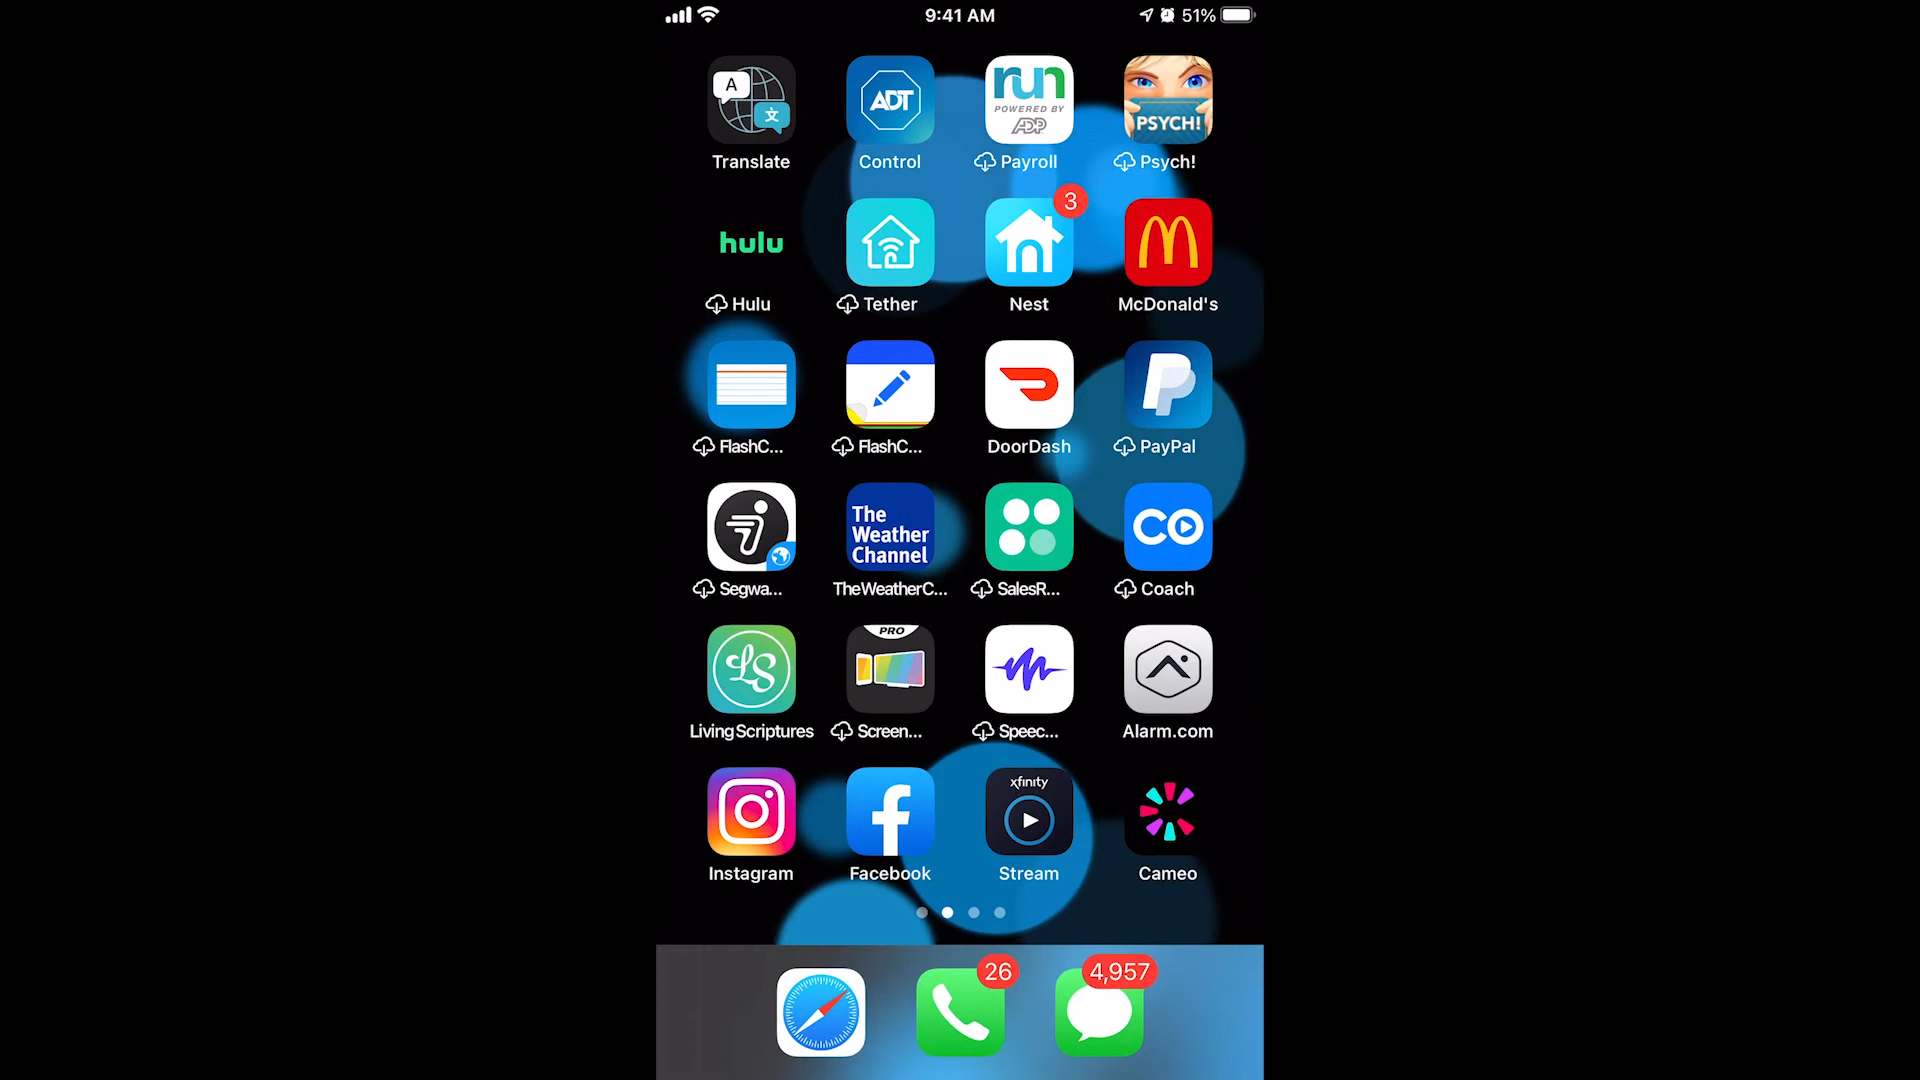 9:41 AM
51%
A
文
ADT
run
POWERED BY
ADP
PSYCH!
Translate
Control
Payroll
Psych!
3
hulu
Hulu
Tether
Nest
McDonald's
FlashC...
FlashC...
DoorDash
PayPal
The
Weather
Channel
CO
Segwa...
TheWeatherC...
SalesR...
Coach
LS
PRO
LivingScriptures
Screen...
Speec...
Alarm.com
xfinity
Instagram
Facebook
Stream
Cameo
26
4,957